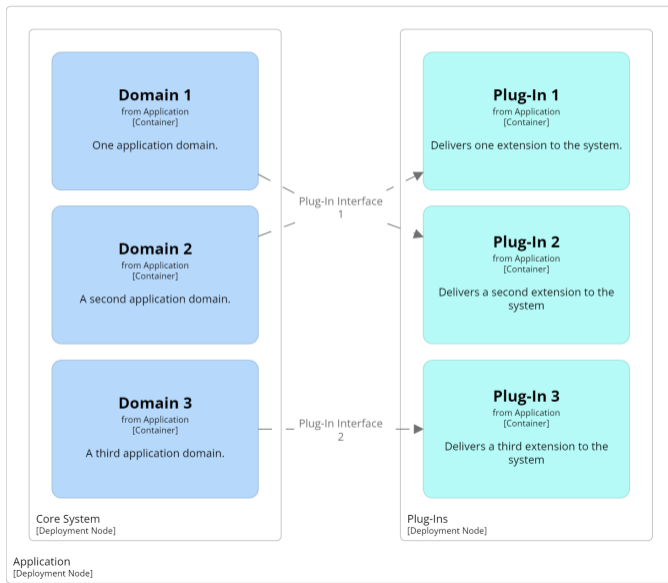 Domain 1
from Application
[Container]
One application domain.
Plug-In 1
from Application
[Container]
Delivers one extension to the system.
Plug-In Interface
1
Domain 2
from Application
[Container]
A second application domain.
Plug-In 2
from Application
[Container]
Delivers a second extension to the
system
Domain 3
from Application
[Container]
A third application domain.
Plug-In Interface
2
Plug-In 3
from Application
[Container]
Delivers a third extension to the
system
Core System
[Deployment Node]
Plug-Ins
[Deployment Node]
Application
[Deployment Node]